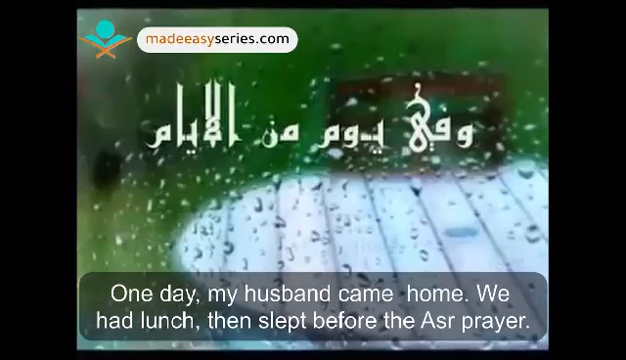 madeeasyseries.com
وفي يوم من الأيام
One day, my husband came home. We
had lunch, then slept before the Asr prayer.